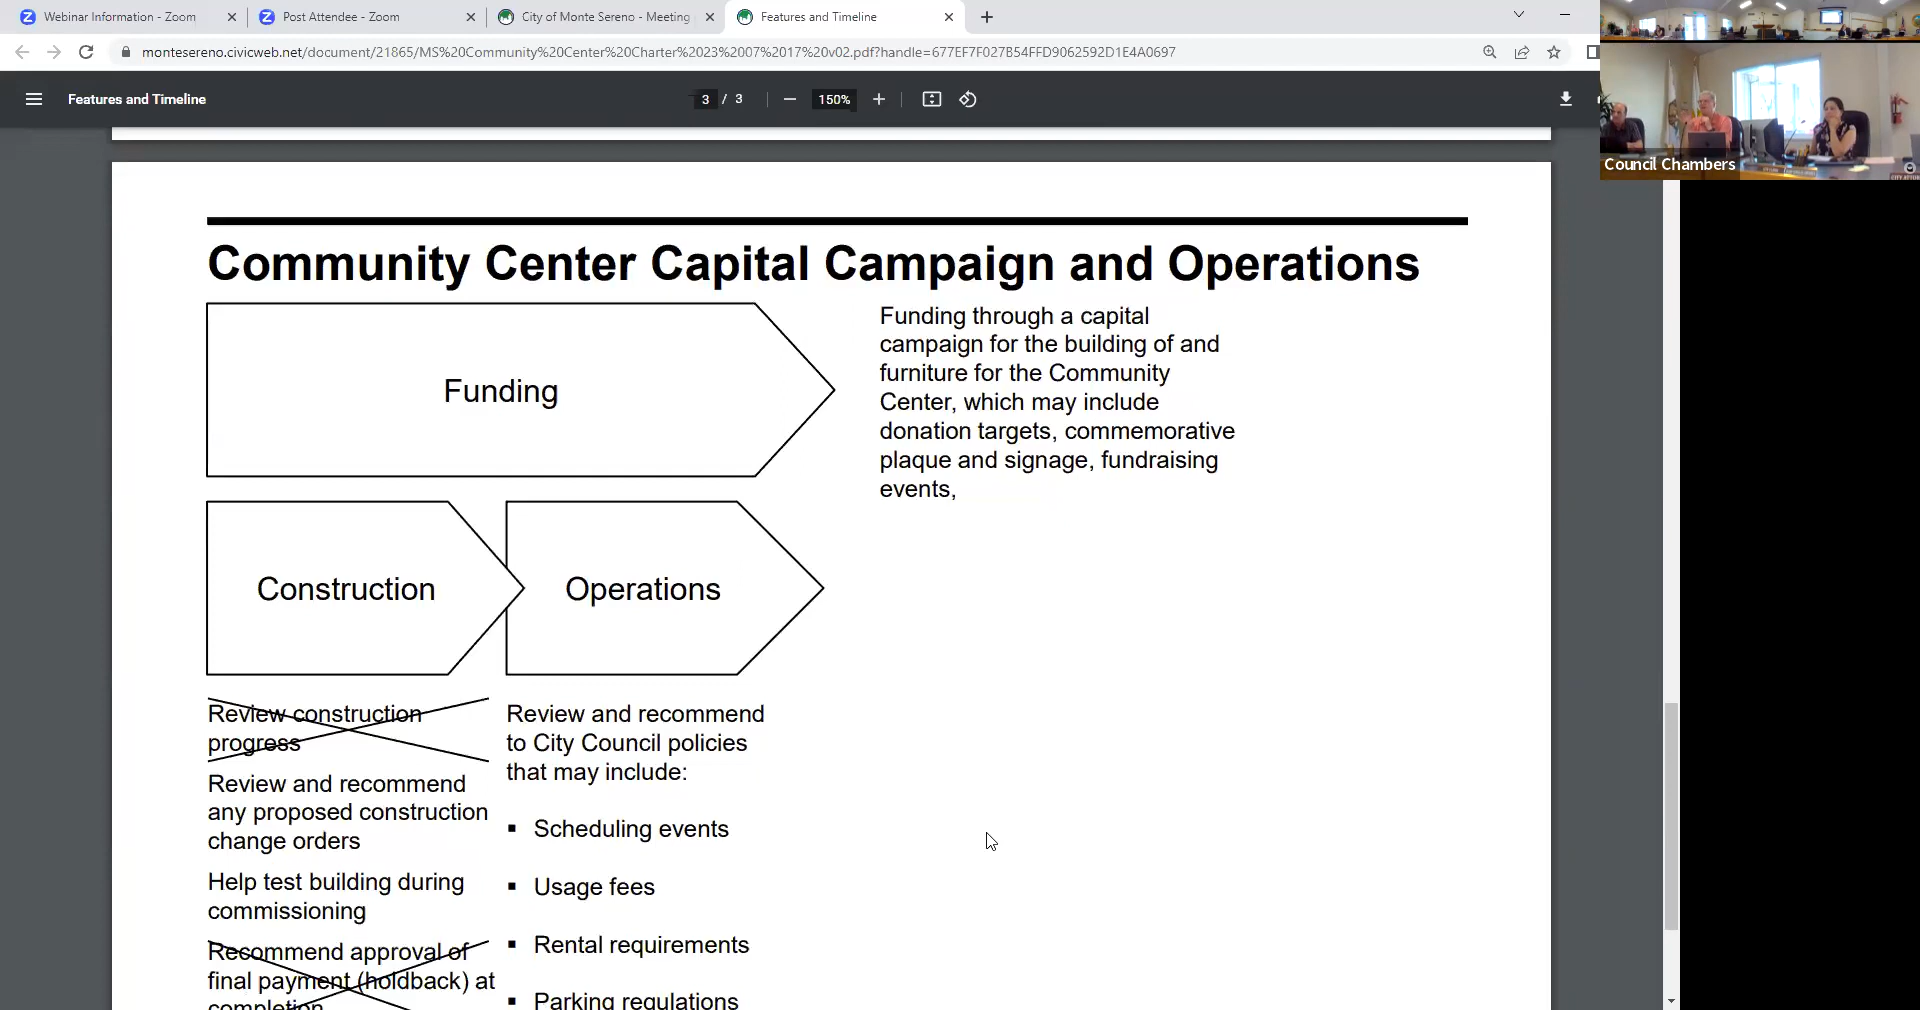 Webinar Information - Zoom
Post Attendee - Zoom
City of Monte Sereno - Meeting
Features and Timeline
montesereno.civicweb.net/document/21865/MS%20Community%20Center%20Charter%2023%2007%2017%20v02.pdf?handle=677EF7F027B54FFD9062592D1E4A0697
Features and Timeline
3 / 3
150%
Council Chambers
Community Center Capital Campaign and Operations
Funding
Funding through a capital
campaign for the building of and
furniture for the Community
Center, which may include
donation targets, commemorative
plaque and signage, fundraising
events,
Construction
Operations
Review construction
progress
Review and recommend
any proposed construction
change orders
Help test building during
commissioning
Recommend approval of
final payment (holdback) at
completion
Review and recommend
to City Council policies
that may include:
▪ Scheduling events
▪ Usage fees
▪ Rental requirements
▪ Parking regulations